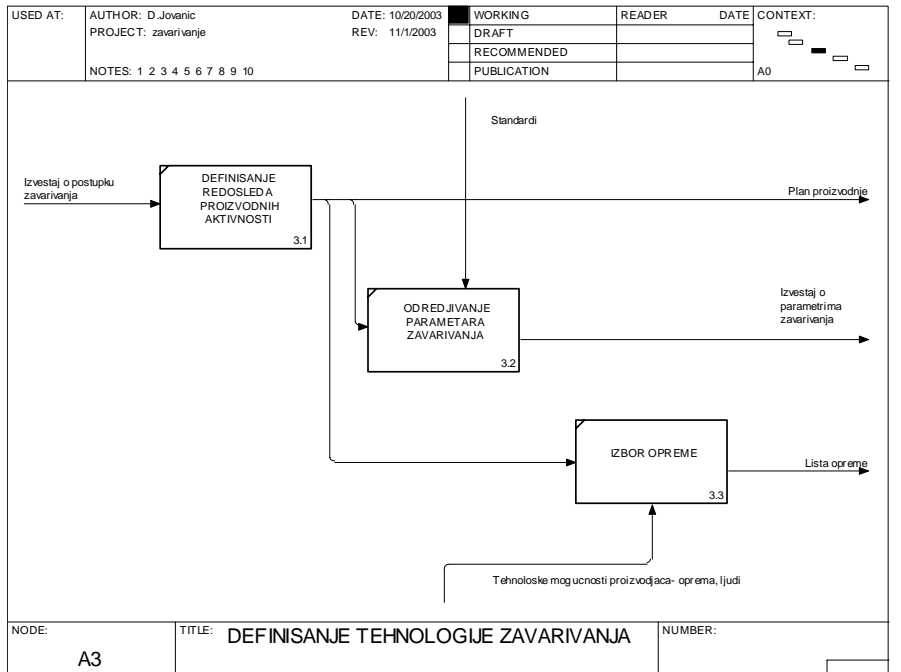 USED AT:
AUTHOR: D.Jovanic
DATE: 10/20/2003
WORKING
READER
DATE
CONTEXT:
PROJECT: zavarivanje
REV: 11/1/2003
DRAFT
RECOMMENDED
NOTES: 1 2 3 4 5 6 7 8 9 10
PUBLICATION
A0
Standardi
Izvestaj o postupku
zavarivanja
DEFINISANJE
REDOSLEDA
PROIZVODNIH
AKTIVNOSTI
3.1
Plan proizvodnje
ODREDJIVANJE
PARAMETARA
ZAVARIVANJA
3.2
Izvestaj o
parametrima
zavarivanja
IZBOR OPREME
3.3
Lista opreme
Tehnoloske mogucnosti proizvodjaca- oprema, ljudi
NODE:
A3
TITLE:
DEFINISANJE TEHNOLOGIJE ZAVARIVANJA
NUMBER: